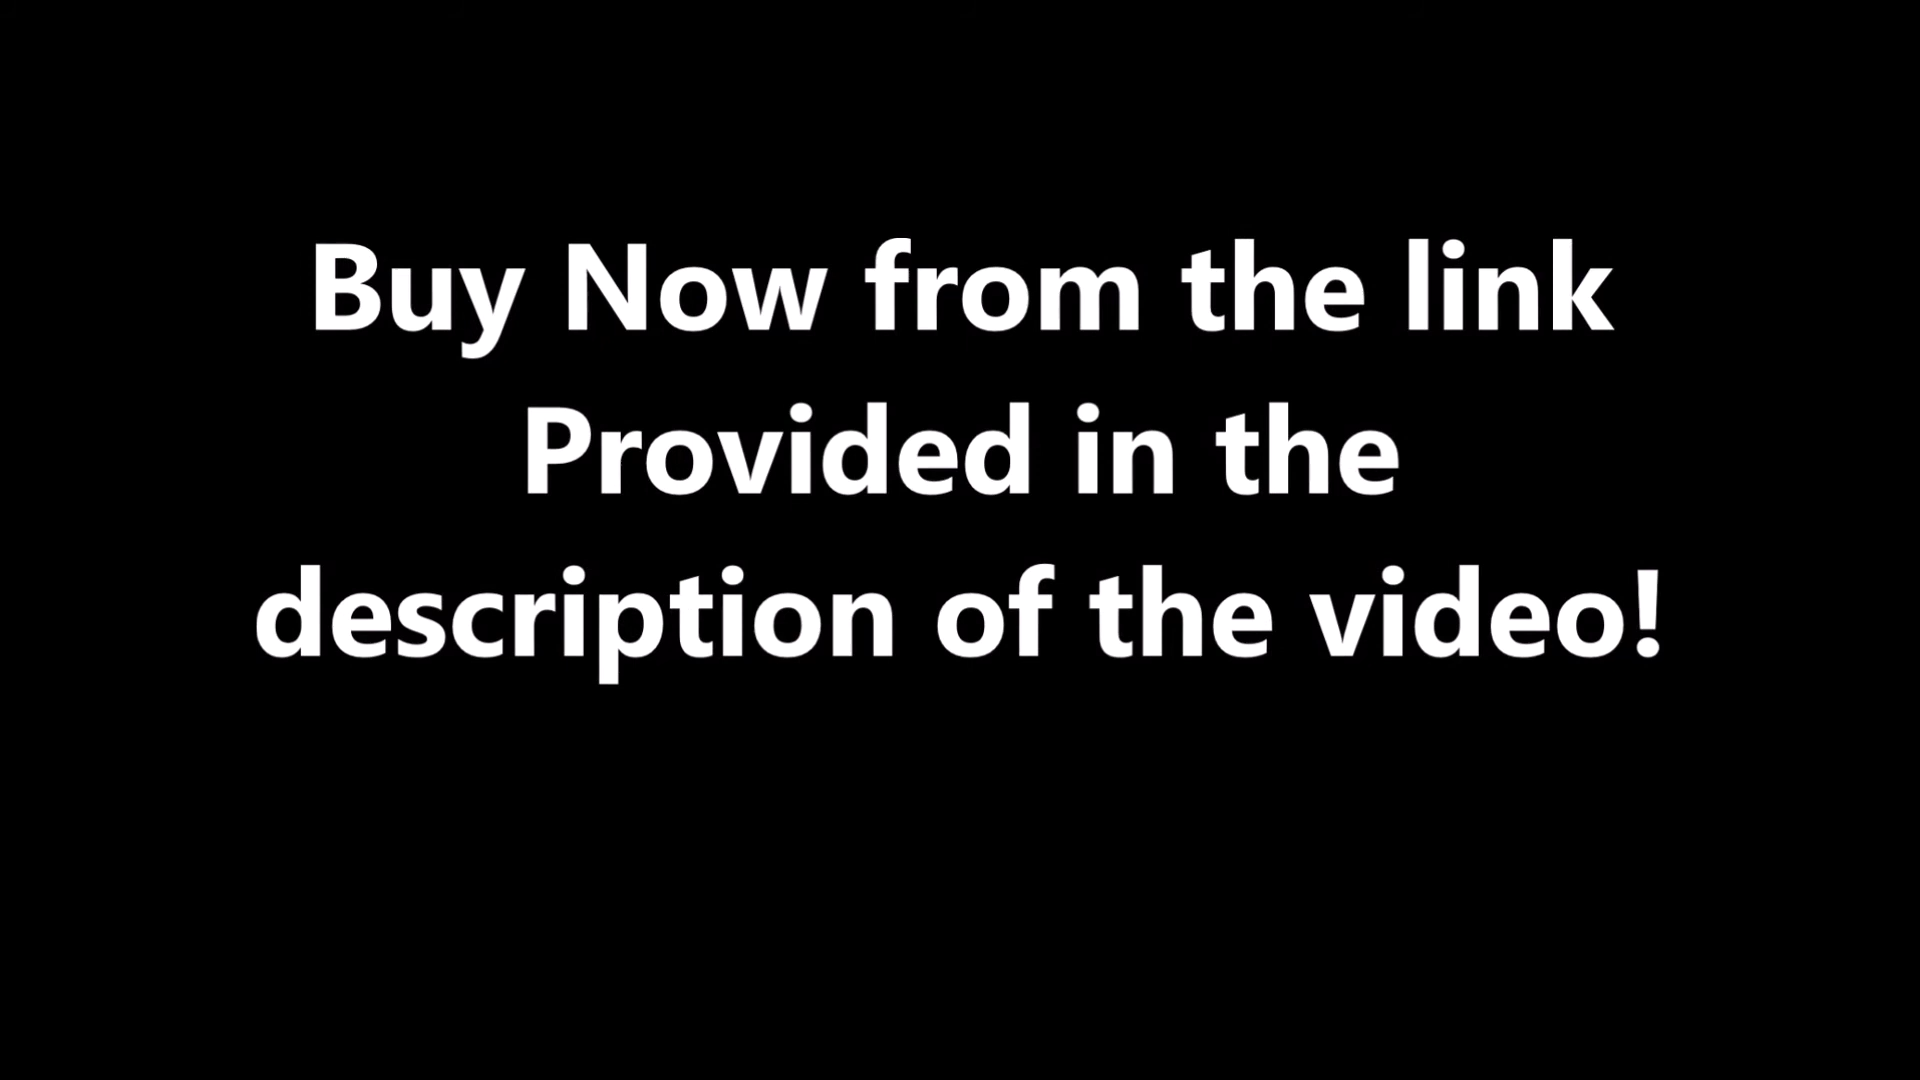 Buy Now from the link
Provided in the
description of the video!